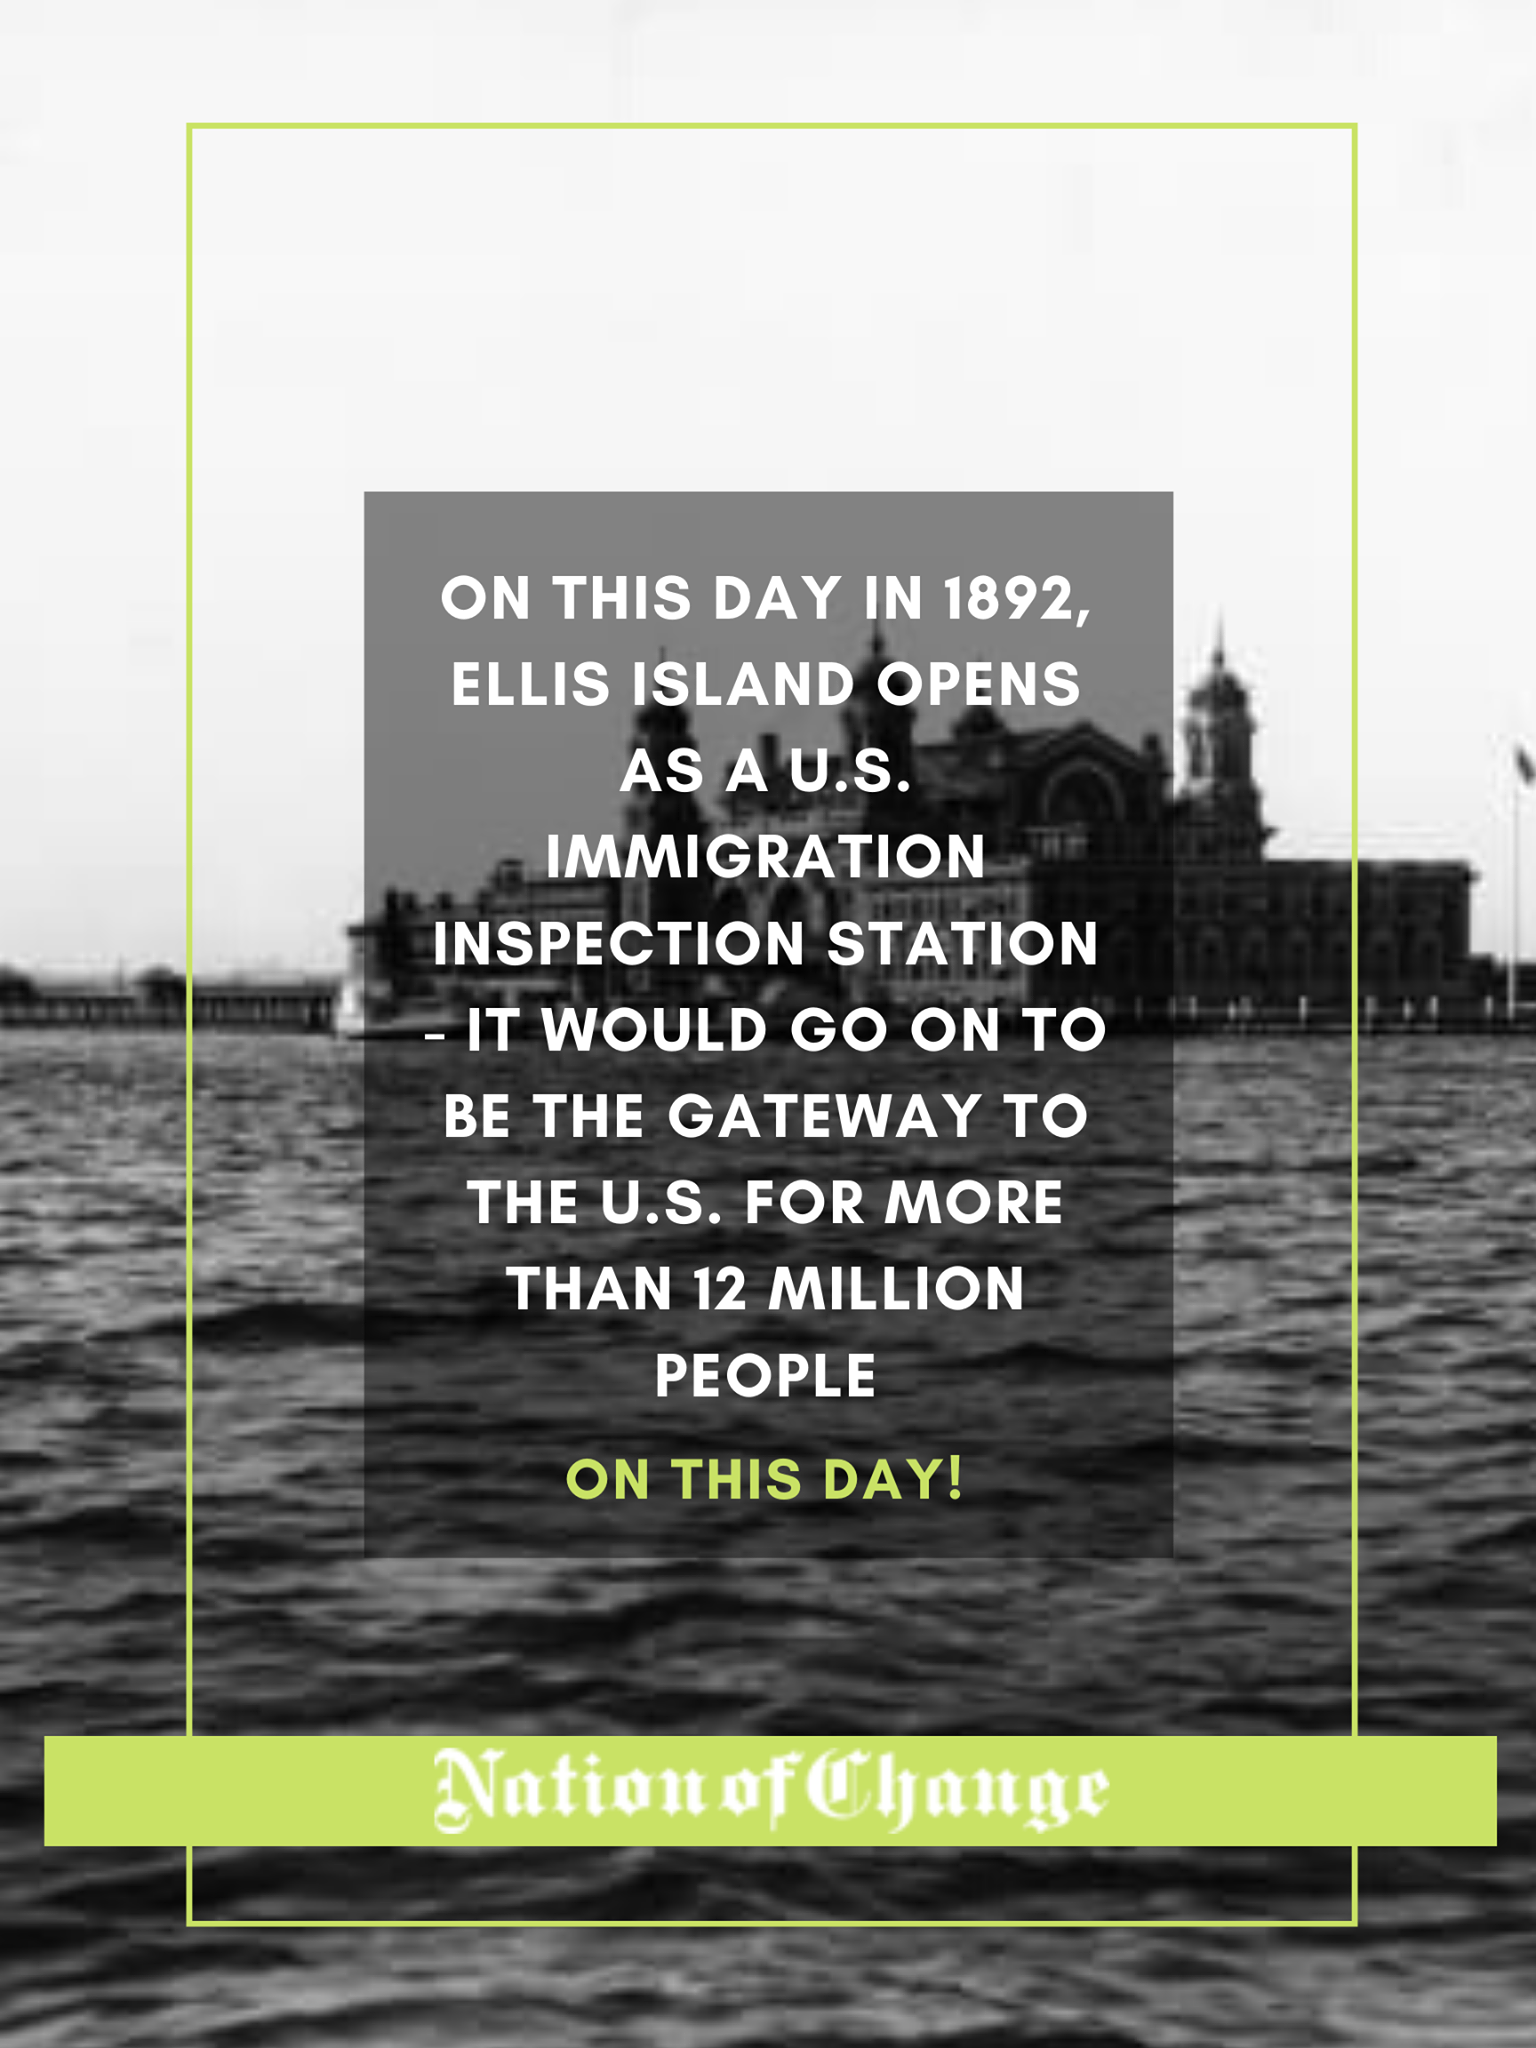 ON THIS DAY IN 1892,
ELLIS ISLAND OPENS
AS A U.S.
IMMIGRATION
INSPECTION STATION
- IT WOULD GO ON TO
BE THE GATEWAY TO
THE U.S. FOR MORE
THAN 12 MILLION
PEOPLE
ON THIS DAY!
NationofChange